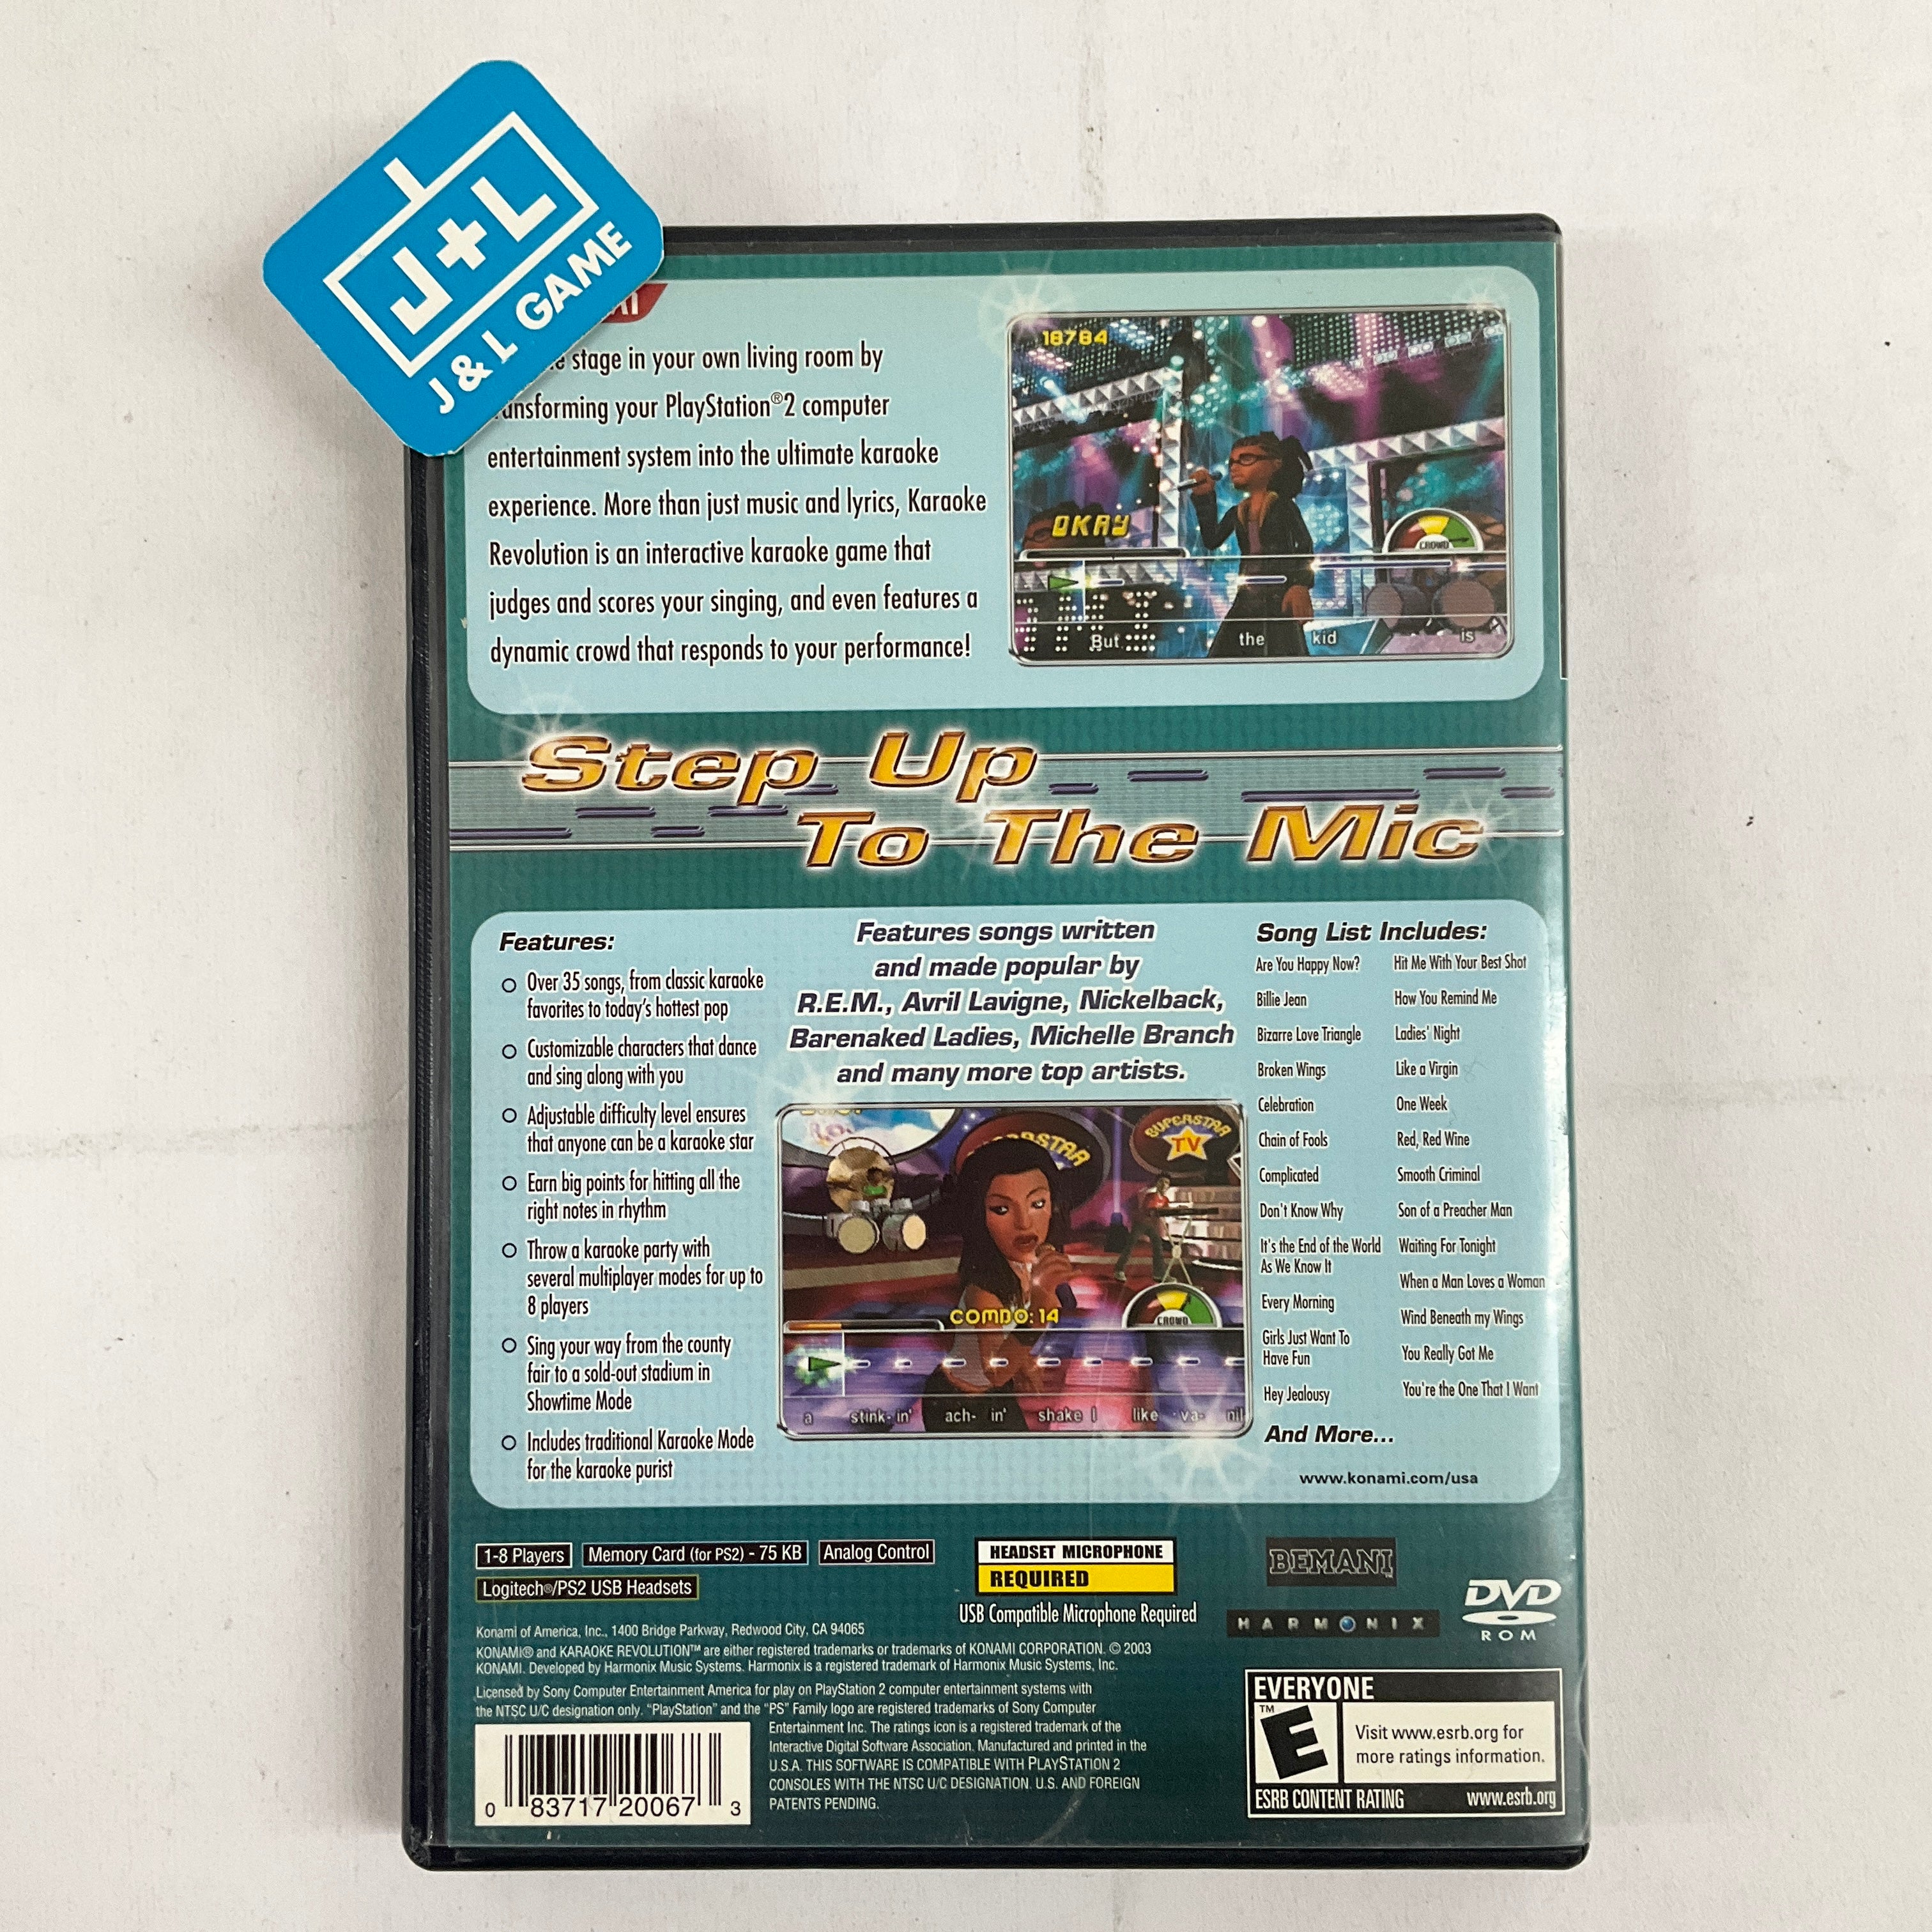 J+L
J & L GAME
stage in your own living room by
transforming your PlayStation®2 computer
entertainment system into the ultimate karaoke
experience. More than just music and lyrics, Karaoke
Revolution is an interactive karaoke game that
judges and scores your singing, and even features a
dynamic crowd that responds to your performance!
18784
OKAY
CROWD
But the kid is
Step Up
To The Mic
Features:
Over 35 songs, from classic karaoke
favorites to today's hottest pop
Customizable characters that dance
and sing along with you
Adjustable difficulty level ensures
that anyone can be a karaoke star
Earn big points for hitting all the
right notes in rhythm
Throw a karaoke party with
several multiplayer modes for up to
8 players
Sing your way from the county
fair to a sold-out stadium in
Showtime Mode
Includes traditional Karaoke Mode
for the karaoke purist
Features songs written
and made popular by
R.E.M., Avril Lavigne, Nickelback,
Barenaked Ladies, Michelle Branch
and many more top artists.
SUPERSTAR
TV
COMBO: 14
CROWD
a stink- in' ach- in' shake I like va- nil
Song List Includes:
Are You Happy Now?
Billie Jean
Bizarre Love Triangle
Broken Wings
Celebration
Chain of Fools
Complicated
Don't Know Why
It's the End of the World
As We Know It
Every Morning
Girls Just Want To
Have Fun
Hey Jealousy
Hit Me With Your Best Shot
How You Remind Me
Ladies' Night
Like a Virgin
One Week
Red, Red Wine
Smooth Criminal
Son of a Preacher Man
Waiting For Tonight
When a Man Loves a Woman
Wind Beneath my Wings
You Really Got Me
You're the One That I Want
And More...
www.konami.com/usa
1-8 Players
Memory Card (for PS2) - 75 KB
Analog Control
Logitech®/PS2 USB Headsets
HEADSET MICROPHONE
REQUIRED
USB Compatible Microphone Required
BEMANI
HARMONIX
DVD
ROM
Konami of America, Inc., 1400 Bridge Parkway, Redwood City, CA 94065
KONAMI® and KARAOKE REVOLUTION™ are either registered trademarks or trademarks of KONAMI CORPORATION. © 2003
KONAMI. Developed by Harmonix Music Systems. Harmonix is a registered trademark of Harmonix Music Systems, Inc.
Licensed by Sony Computer Entertainment America for play on PlayStation 2 computer entertainment systems with
the NTSC U/C designation only. "PlayStation" and the "PS" Family logo are registered trademarks of Sony Computer
Entertainment Inc. The ratings icon is a registered trademark of the
Interactive Digital Software Association. Manufactured and printed in the
U.S.A. THIS SOFTWARE IS COMPATIBLE WITH PLAYSTATION 2
CONSOLES WITH THE NTSC U/C DESIGNATION. U.S. AND FOREIGN
PATENTS PENDING.
0 83717 20067 3
EVERYONE
E
TM
Visit www.esrb.org for
more ratings information.
ESRB CONTENT RATING www.esrb.org